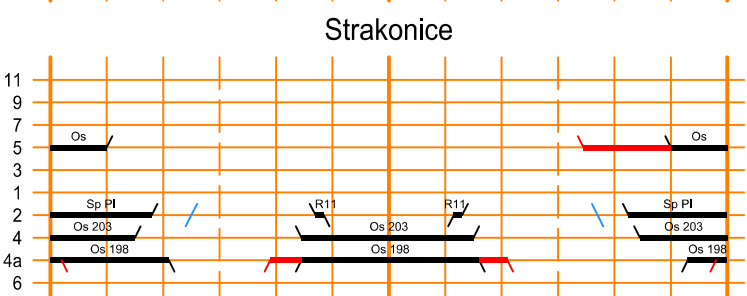 Strakonice
11
9
7
Os Os
5
3
1
Sp Pl R11 R11 Sp Pl
2
Os 203 Os 203 Os 203
4
Os 198 Os 198 Os 198
4a
6